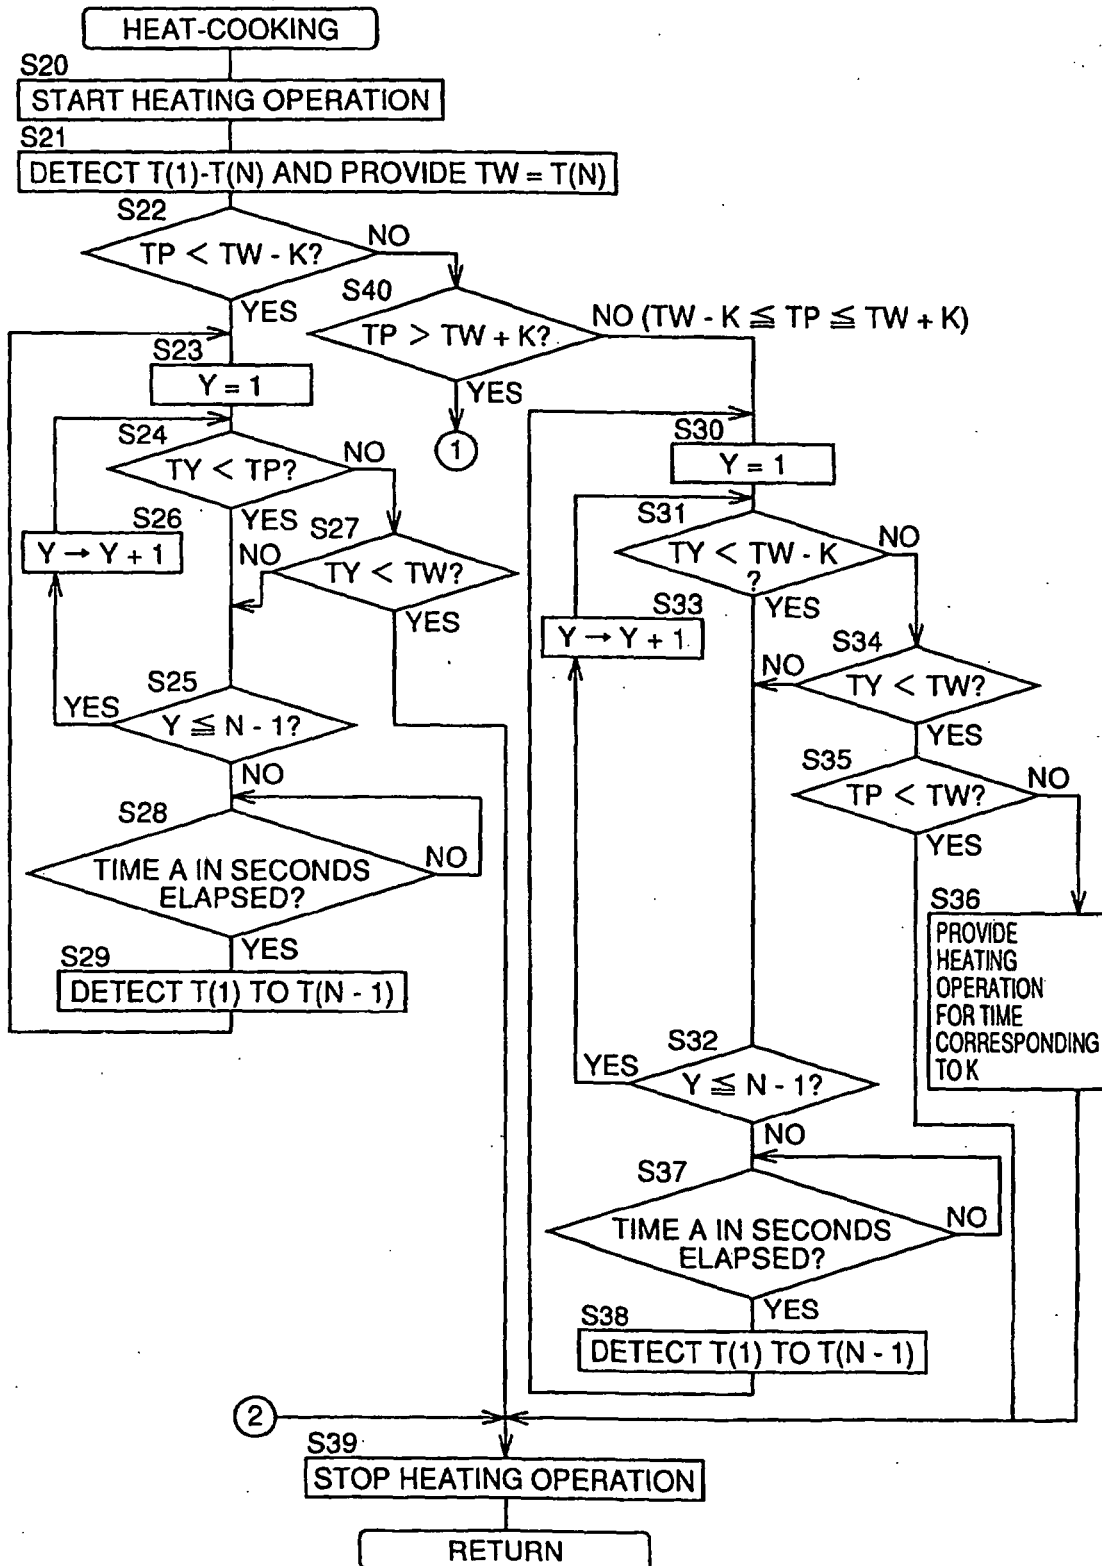 HEAT-COOKING
S20
START HEATING OPERATION
S21
DETECT T(1)-T(N) AND PROVIDE TW = T(N)
S22
TP < TW - K?
NO
YES
S40
TP > TW + K?
NO (TW - K ≦ TP ≦ TW + K)
YES
1
S23
Y = 1
S24
TY < TP?
NO
YES
S26
Y → Y + 1
S27
TY < TW?
NO
YES
S25
Y ≦ N - 1?
YES
NO
S28
TIME A IN SECONDS
ELAPSED?
NO
YES
S29
DETECT T(1) TO T(N - 1)
S30
Y = 1
S31
TY < TW - K
?
NO
YES
S33
Y → Y + 1
S34
TY < TW?
NO
YES
S35
TP < TW?
NO
YES
S36
PROVIDE
HEATING
OPERATION
FOR TIME
CORRESPONDING
TO K
S32
Y ≦ N - 1?
YES
NO
S37
TIME A IN SECONDS
ELAPSED?
NO
YES
S38
DETECT T(1) TO T(N - 1)
2
S39
STOP HEATING OPERATION
RETURN